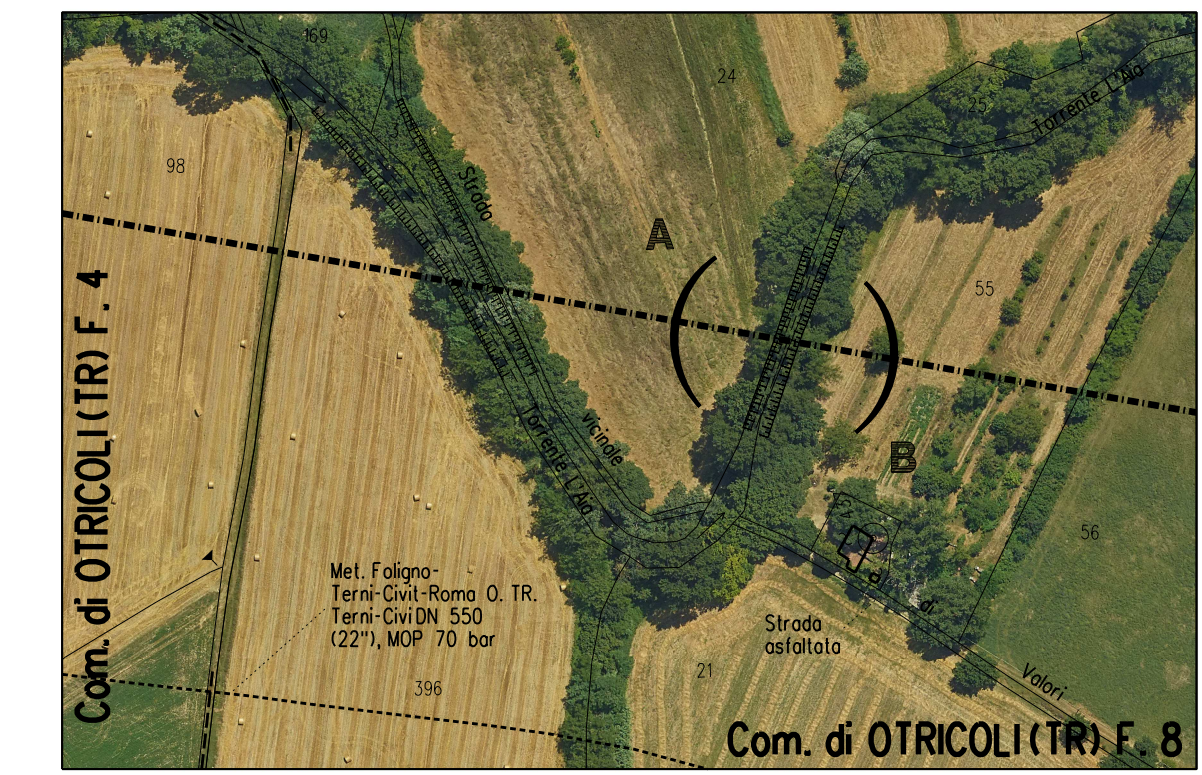 169
24
25
Torrente L'Aia
98
Strada
A
55
Com. di OTRICOLI(TR) F. 4
Vicinale
Torrente L'Aia
B
56
Met. Foligno-
Terni-Civit-Roma O. TR.
Terni-CiviDN 550
(22"), MOP 70 bar
di
di
Strada
asfaltata
21
396
Valori
Com. di OTRICOLI(TR) F. 8